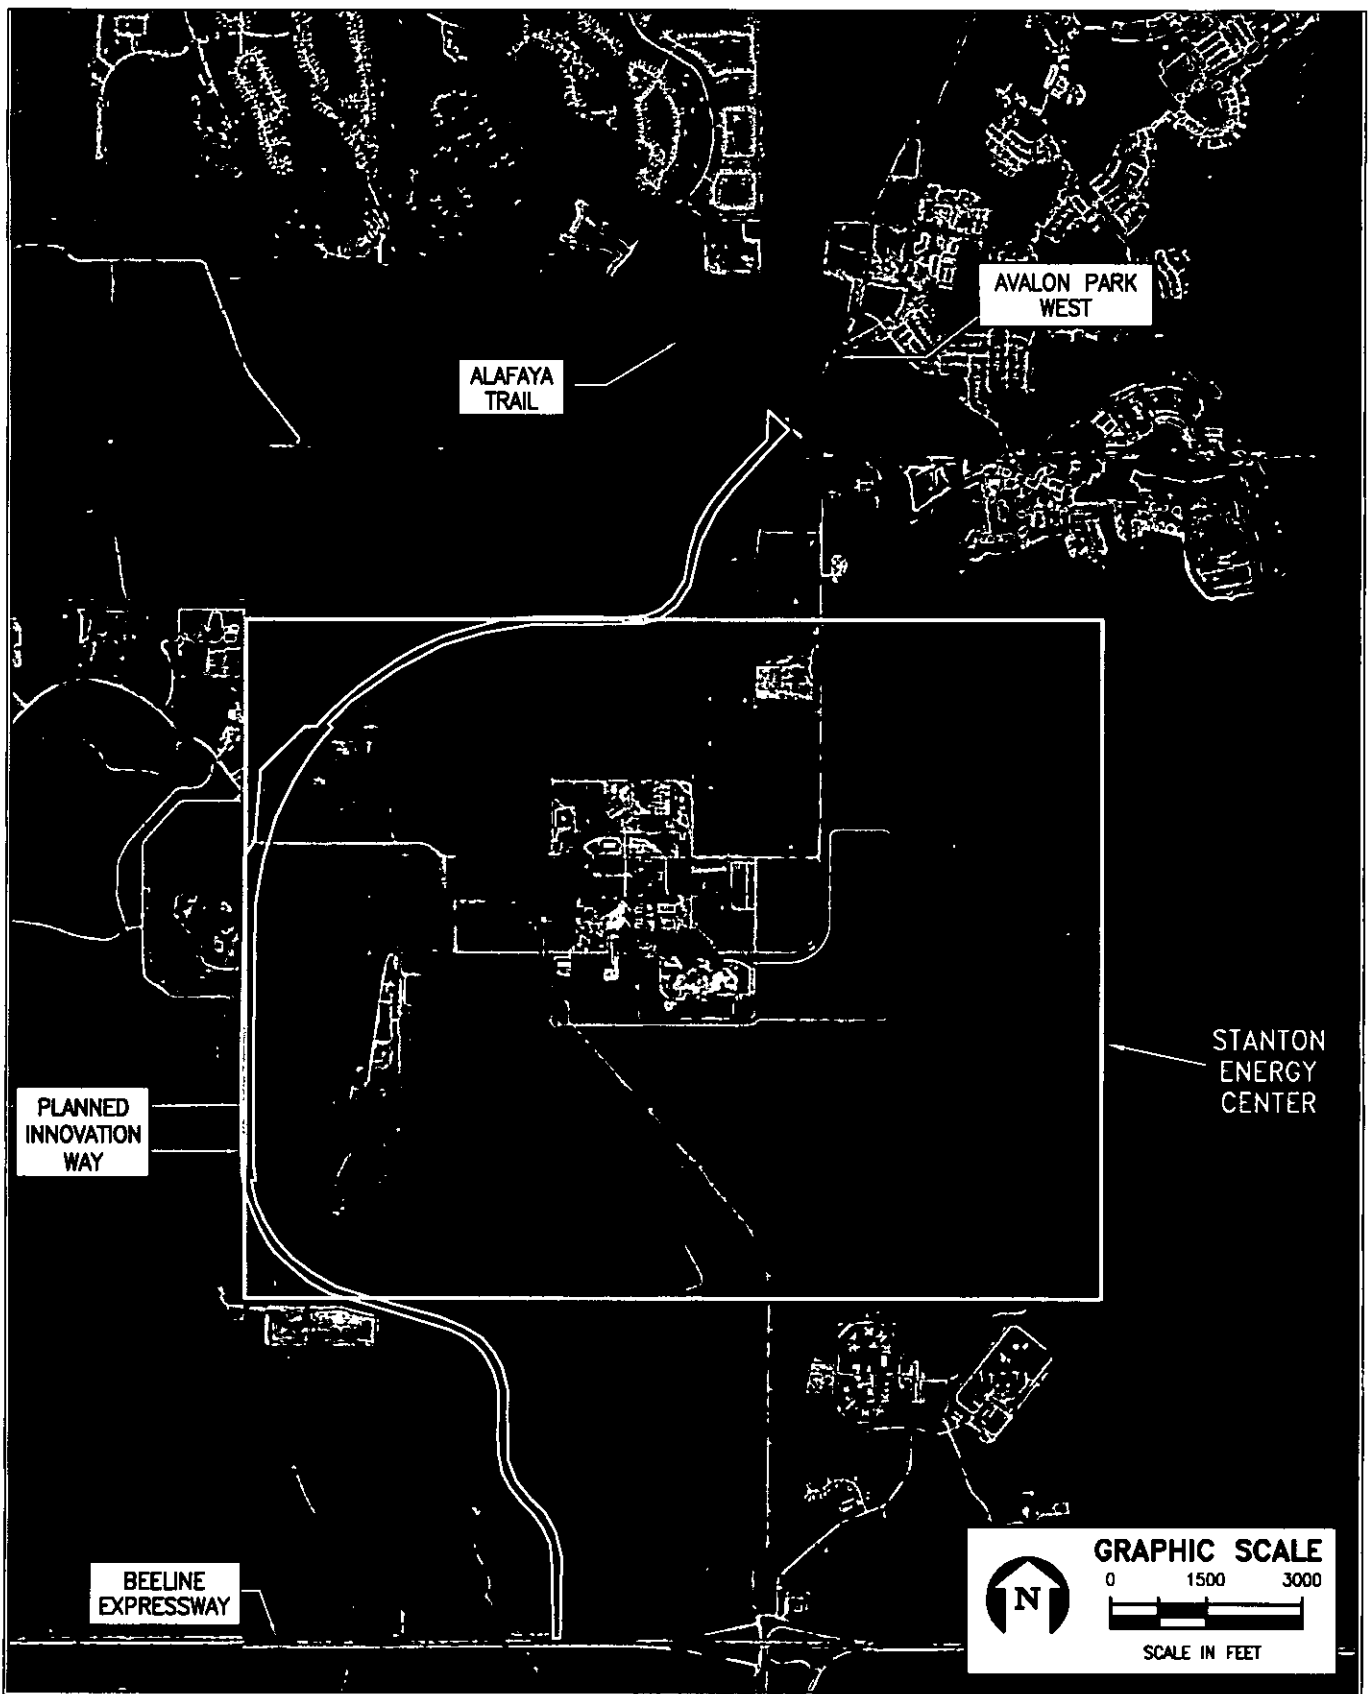 AVALON PARK
WEST
ALAFAYA
TRAIL
STANTON
ENERGY
CENTER
PLANNED
INNOVATION
WAY
BEELINE
EXPRESSWAY
N
GRAPHIC SCALE
0 1500 3000
SCALE IN FEET